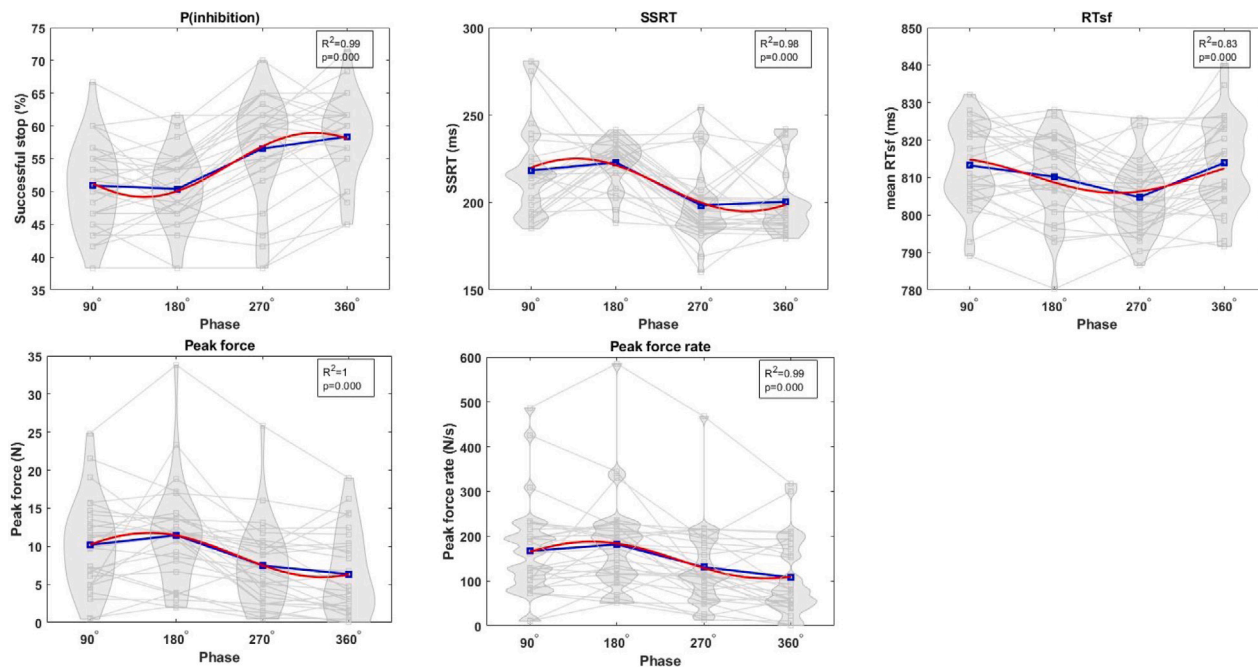 P(inhibition)
R²=0.99
p=0.000
Successful stop (%)
75
70
65
60
55
50
45
40
35
90°
180°
270°
360°
Phase
SSRT
R²=0.98
p=0.000
SSRT (ms)
300
250
200
150
90°
180°
270°
360°
Phase
RTsf
R²=0.83
p=0.000
mean RTsf (ms)
850
840
830
820
810
800
790
780
90°
180°
270°
360°
Phase
Peak force
R²=1
p=0.000
Peak force (N)
35
30
25
20
15
10
5
0
90°
180°
270°
360°
Phase
Peak force rate
R²=0.99
p=0.000
Peak force rate (N/s)
600
500
400
300
200
100
0
90°
180°
270°
360°
Phase